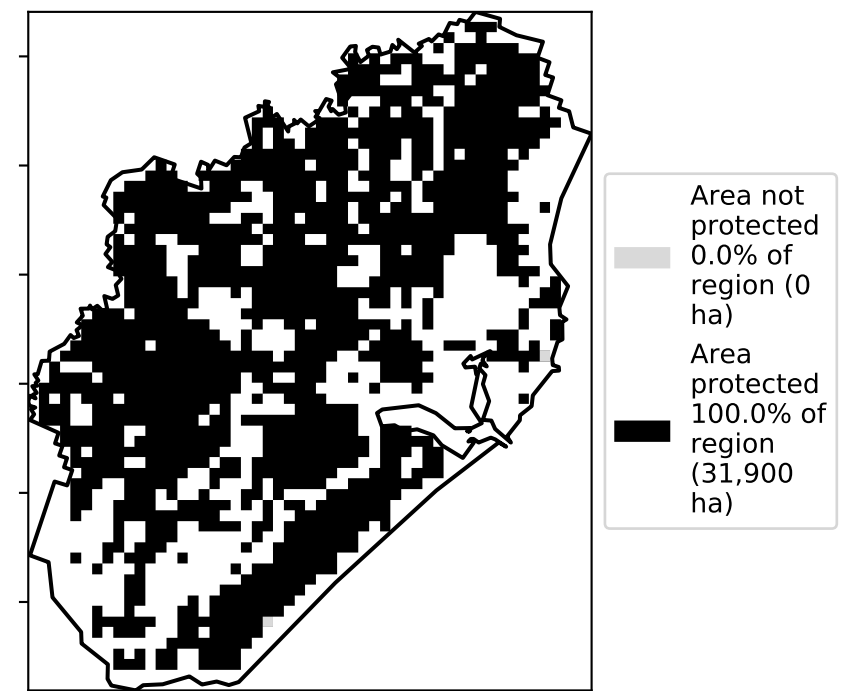 Area not
protected
0.0% of
region (0
ha)
Area
protected
100.0% of
region
(31,900
ha)